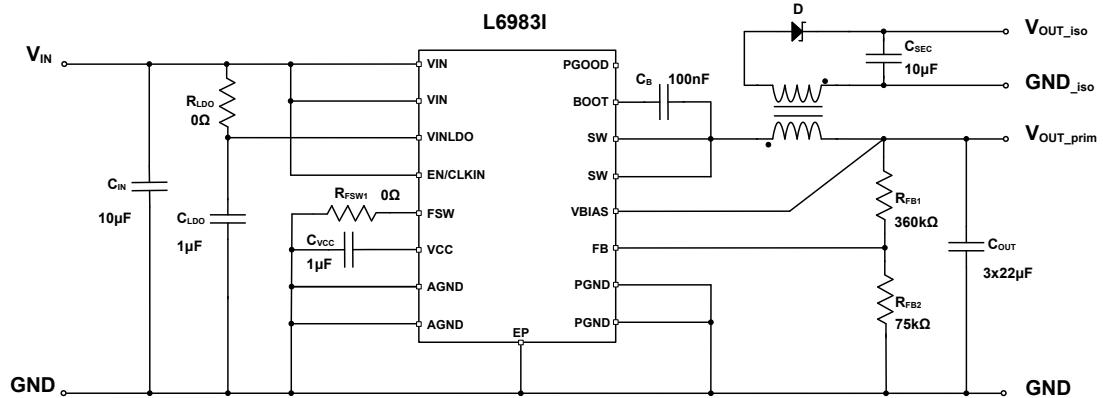 L6983I
D
VOUT_iso
CSEC
10µF
GND_iso
VIN
VIN
PGOOD
CB 100nF
RLDO
0Ω
VIN
BOOT
VINLDO
SW
VOUT_prim
CIN
10µF
EN/CLKIN
SW
RFSW1 0Ω
CLDO
1µF
FSW
VBIAS
RFB1
360kΩ
CVCC
1µF
VCC
FB
COUT
3x22µF
AGND
PGND
RFB2
75kΩ
AGND
PGND
EP
GND
GND